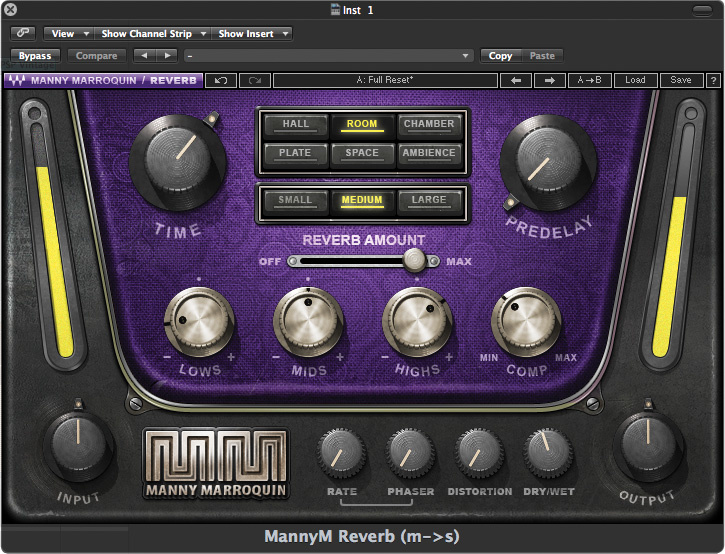 Inst 1
View Show Channel Strip Show Insert
Bypass Compare - Copy Paste
MANNY MARROQUIN / REVERB A: Full Reset* A→B Load Save ?
HALL ROOM CHAMBER
PLATE SPACE AMBIENCE
SMALL MEDIUM LARGE
TIME PREDELAY
REVERB AMOUNT
OFF MAX
- + - + - + MIN MAX
LOWS MIDS HIGHS COMP
INPUT OUTPUT
MM
MANNY MARROQUIN
RATE PHASER DISTORTION DRY/WET
MannyM Reverb (m->s)